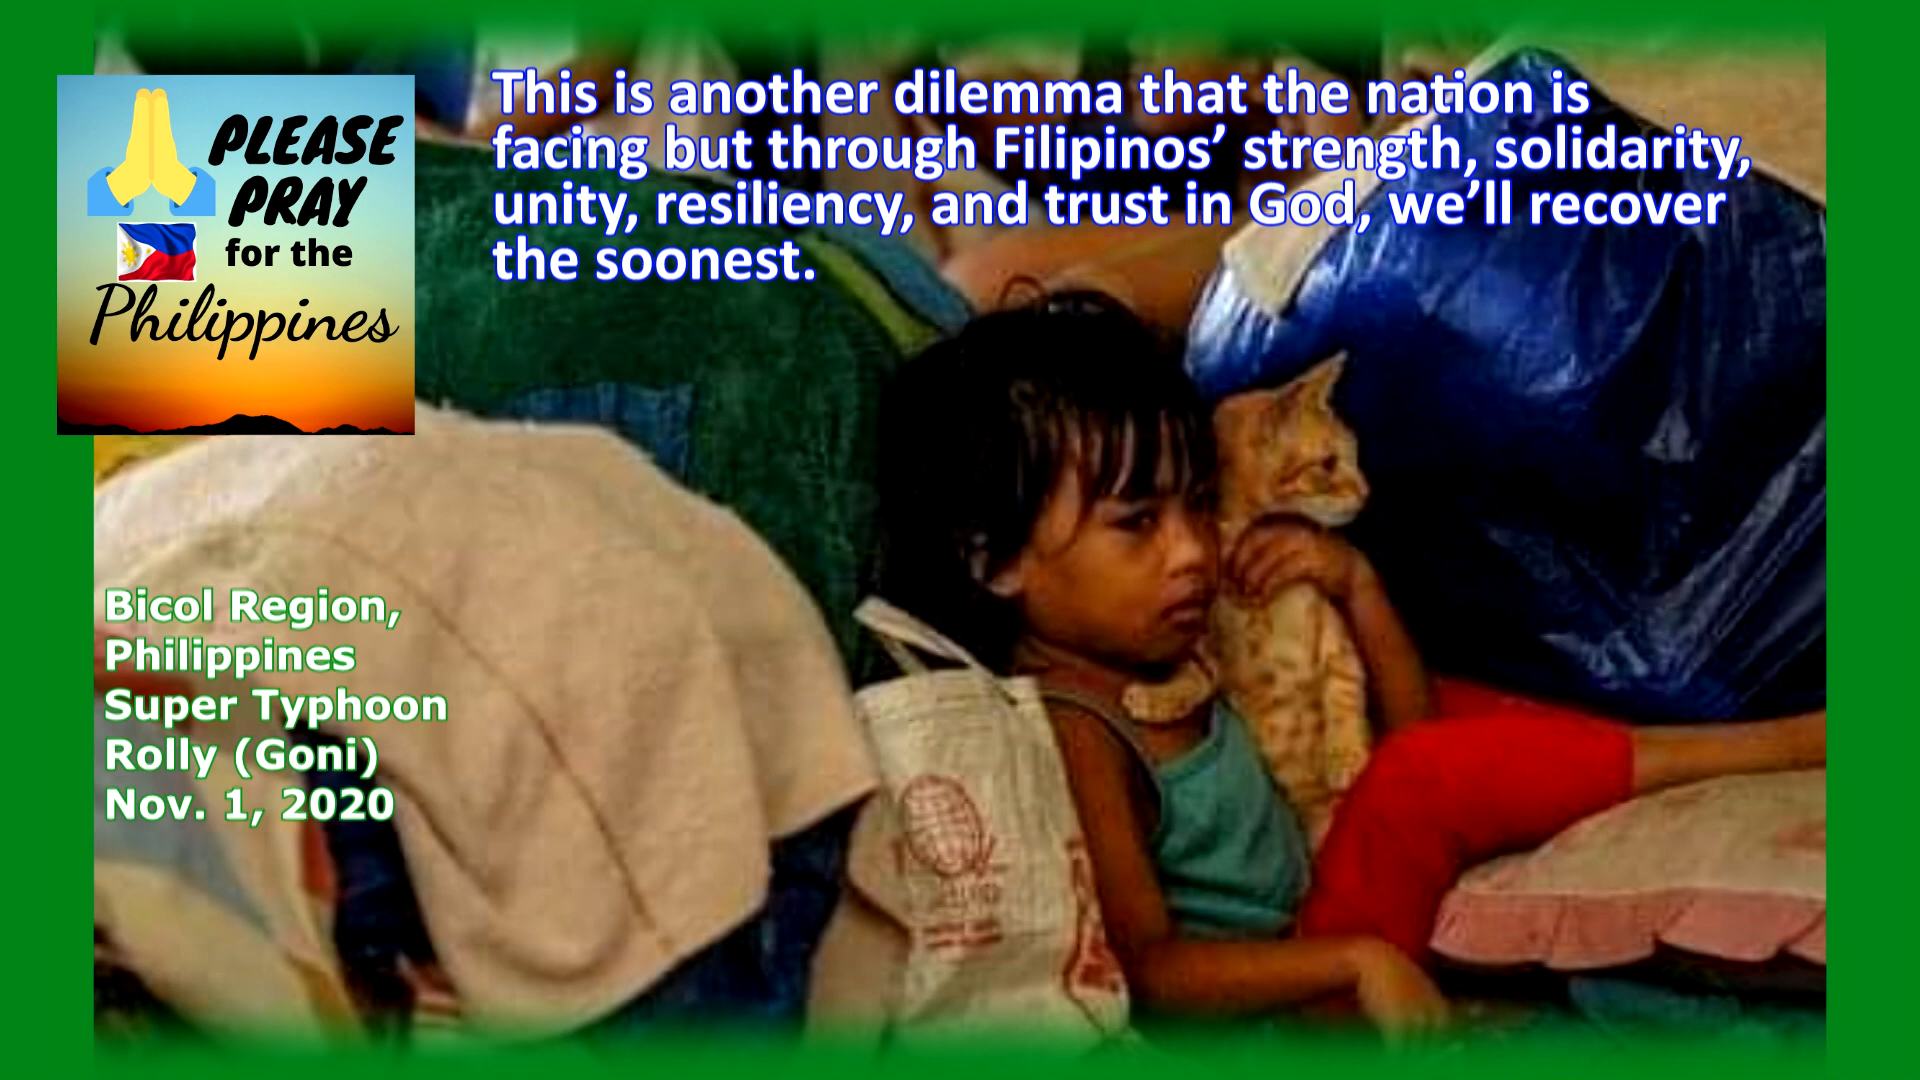 PLEASE
PRAY
for the
Philippines
This is another dilemma that the nation is
facing but through Filipinos’ strength, solidarity,
unity, resiliency, and trust in God, we’ll recover
the soonest.
Bicol Region,
Philippines
Super Typhoon
Rolly (Goni)
Nov. 1, 2020